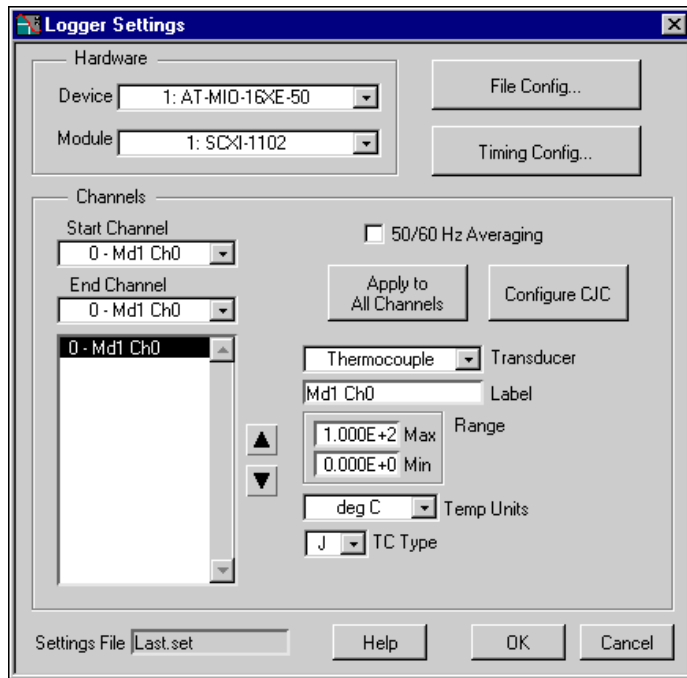 Logger Settings
Hardware
Device 1: AT-MIO-16XE-50
Module 1: SCXI-1102
File Config...
Timing Config...
Channels
Start Channel
0 - Md1 Ch0
End Channel
0 - Md1 Ch0
0 - Md1 Ch0
50/60 Hz Averaging
Apply to
All Channels
Configure CJC
Thermocouple Transducer
Md1 Ch0 Label
1.000E+2 Max Range
0.000E+0 Min
deg C Temp Units
J TC Type
Settings File Last.set
Help
OK
Cancel